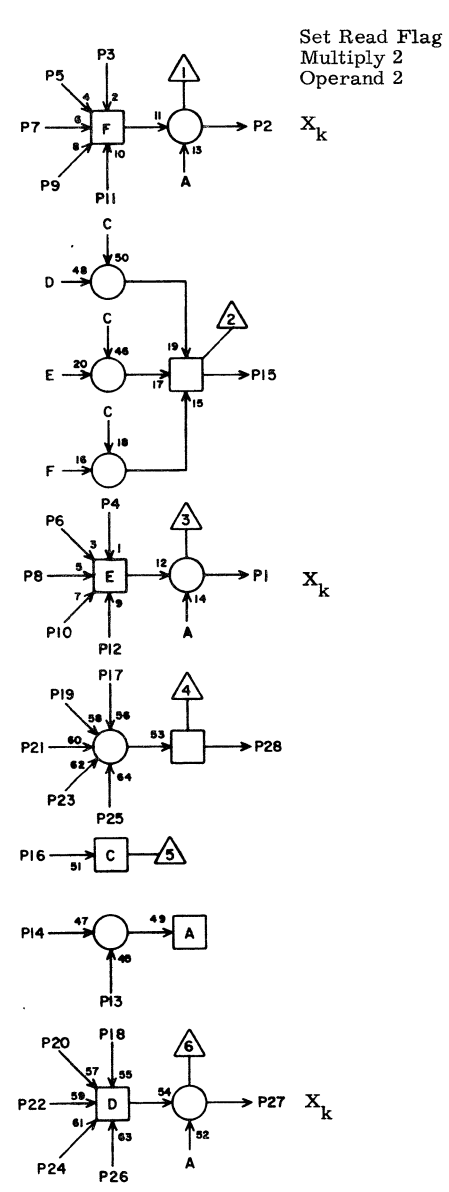 Set Read Flag
Multiply 2
Operand 2
P3
1
P5
4
2
P7
6
F
11
P2
X_k
8
10
13
P9
A
P11
C
50
D
48
2
C
46
19
E
20
17
P15
15
C
18
F
16
P4
3
P6
3
1
P8
5
E
12
P1
X_k
7
9
14
P10
A
P12
P17
4
P19
58
56
P21
60
53
P28
62
64
P23
P25
P16
51
C
5
P14
47
49
A
48
P13
P18
6
P20
57
55
P22
59
D
54
P27
X_k
61
63
52
P24
A
P26